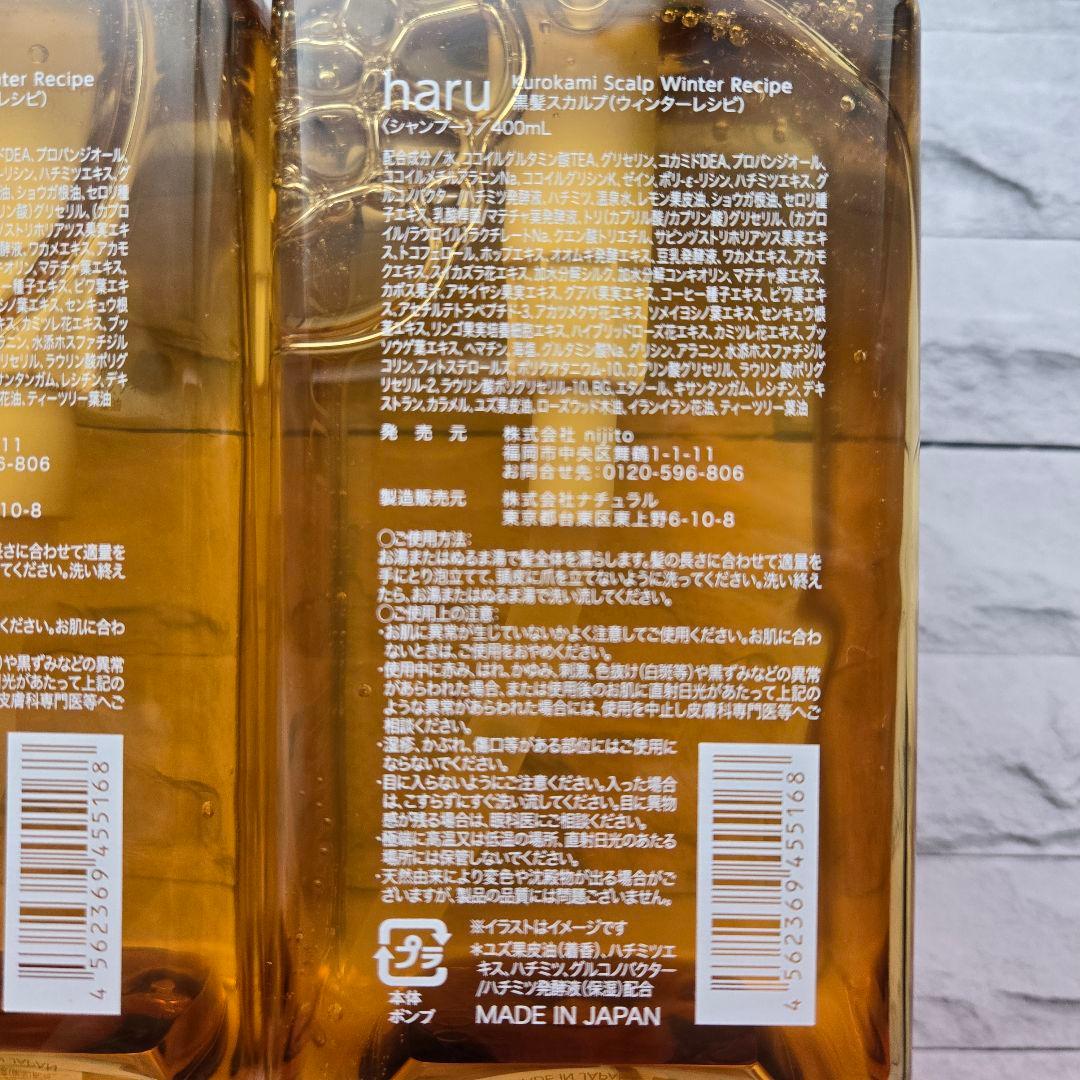 haru Kurokami Scalp Winter Recipe
黒髪スカルプ(ウィンターレシピ)
〈シャンプー〉/400mL
配合成分/水、ココイルグルタミン酸TEA、グリセリン、コカミドDEA、プロパンジオール、
ココイルメチルアラニンNa、ココイルグリシンK、ゼイン、ポリ-ε-リシン、ハチミツエキス、グ
ルコノバクター/ハチミツ発酵液、ハチミツ、温泉水、レモン果皮油、ショウガ根油、セロリ種
子エキス、乳酸桿菌/マテチャ葉発酵液、トリ(カプリル酸/カプリン酸)グリセリル、(カプロ
イル/ラウロイル)ラクチレートNa、クエン酸トリエチル、サピンヅストリホリアツス果実エキ
ス、トコフェロール、ホップエキス、オオムギ発酵エキス、豆乳発酵液、ワカメエキス、アカモ
クエキス、スイカズラ花エキス、加水分解シルク、加水分解コンキオリン、マテチャ葉エキス、
カボス果汁、アサイヤシ果実エキス、グアバ果実エキス、コーヒー種子エキス、ビワ葉エキ
ス、アセチルテトラペプチド-3、アカツメクサ花エキス、ソメイヨシノ葉エキス、センキュウ根
茎エキス、リンゴ果実培養細胞エキス、ハイブリッドローズ花エキス、カミツレ花エキス、ブッ
ソウゲ葉エキス、ヘマチン、海塩、グルタミン酸Na、グリシン、アラニン、水添ホスファチジル
コリン、フィトステロールズ、ポリクオタニウム-10、カプリン酸グリセリル、ラウリン酸ポリグ
リセリル-2、ラウリン酸ポリグリセリル-10、BG、エタノール、キサンタンガム、レシチン、デキ
ストラン、カラメル、ユズ果皮油、ローズウッド木油、イランイラン花油、ティーツリー葉油
発売元 株式会社 nijito
福岡市中央区舞鶴1-1-11
お問合せ先:0120-596-806
製造販売元 株式会社ナチュラル
東京都台東区東上野6-10-8
○ご使用方法:
お湯またはぬるま湯で髪全体を濡らします。髪の長さに合わせて適量を
手にとり泡立てて、頭皮に爪を立てないように洗ってください。洗い終え
たら、お湯またはぬるま湯で洗い流してください。
○ご使用上の注意:
・お肌に異常が生じていないかよく注意してご使用ください。お肌に合わ
ないときは、ご使用をおやめください。
・使用中に赤み、はれ、かゆみ、刺激、色抜け(白斑等)や黒ずみなどの異常
があらわれた場合、または使用後のお肌に直射日光があたって上記の
ような異常があらわれた場合には、使用を中止し皮膚科専門医等へご
相談ください。
・湿疹、かぶれ、傷口等がある部位にはご使用に
ならないでください。
・目に入らないようにご注意ください。入った場合
は、こすらずにすぐ洗い流してください。目に異物
感が残る場合は、眼科医にご相談ください。
・極端に高温又は低温の場所、直射日光のあたる
場所には保管しないでください。
・天然由来により変色や沈殿物が出る場合がご
ざいますが、製品の品質には問題ございません。
※イラストはイメージです
＊ユズ果皮油(着香)、ハチミツエ
キス、ハチミツ、グルコノバクター
/ハチミツ発酵液(保湿)配合
MADE IN JAPAN
プラ
本体
ポンプ
4 562369 455168
4 562369 455168